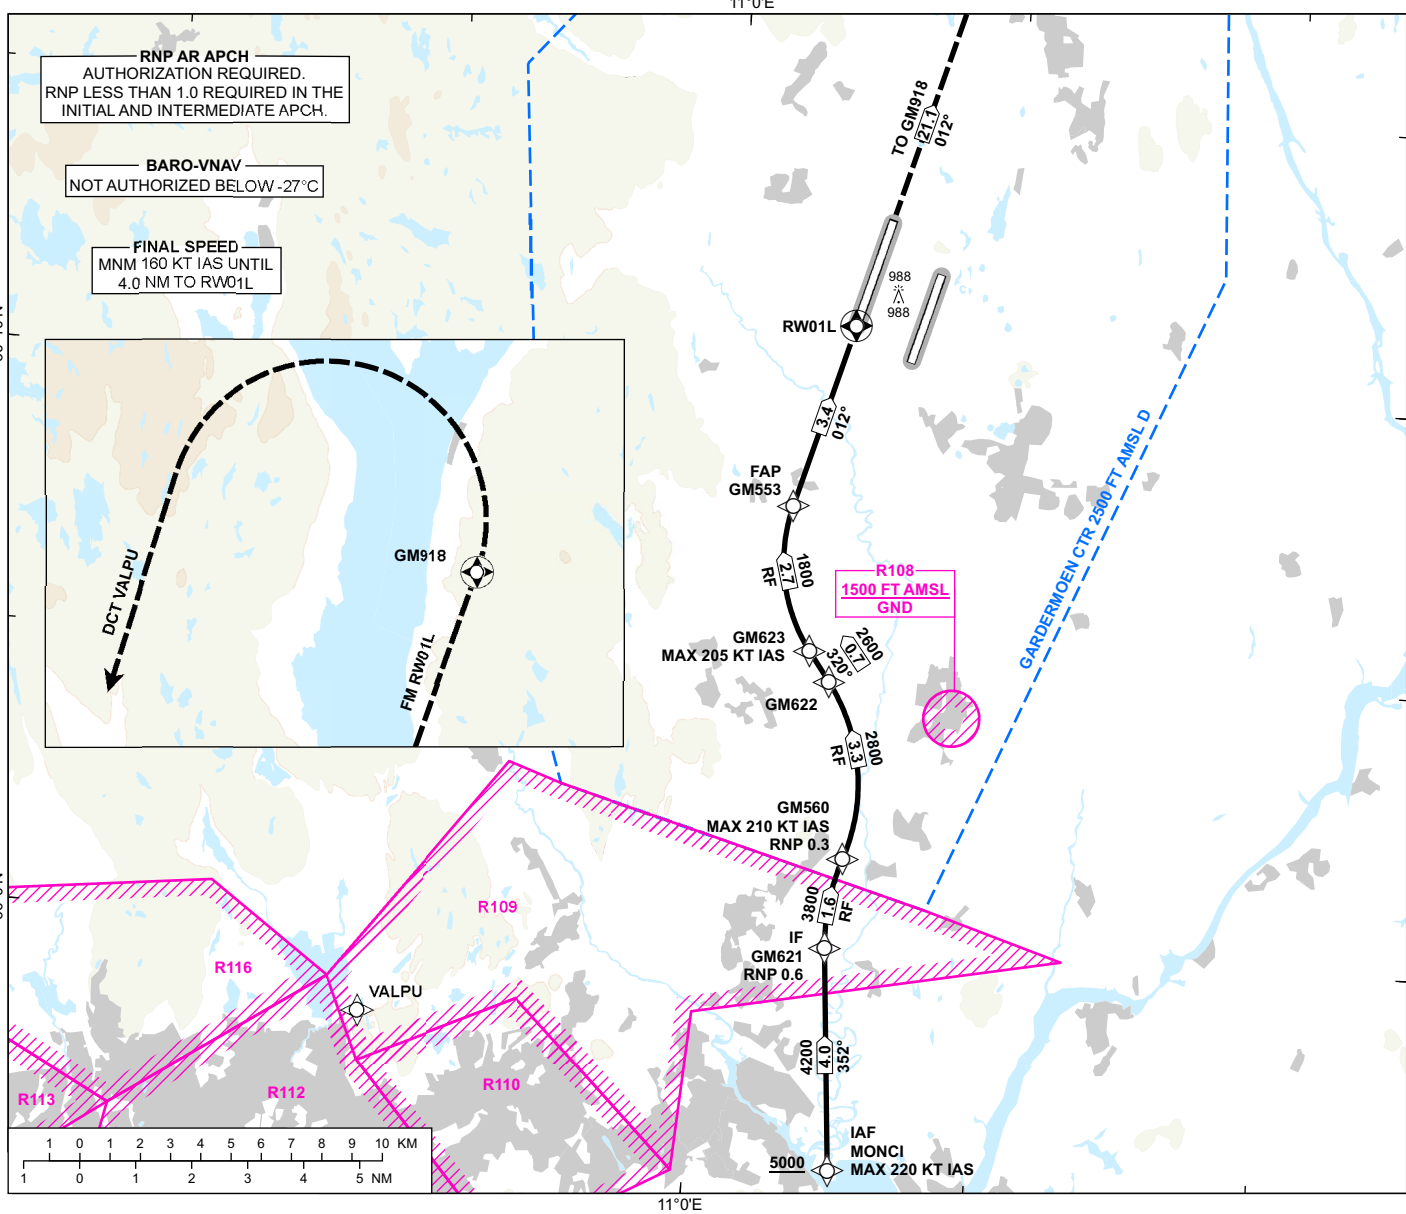 11°0'E
RNP AR APCH
AUTHORIZATION REQUIRED.
RNP LESS THAN 1.0 REQUIRED IN THE
INITIAL AND INTERMEDIATE APCH.
BARO-VNAV
NOT AUTHORIZED BELOW -27°C
FINAL SPEED
MNM 160 KT IAS UNTIL
4.0 NM TO RW01L
TO GM918
21.1
012°
988
988
RW01L
3.4
012°
FAP
GM553
1800
2.7
RF
R108
1500 FT AMSL
GND
GARDERMOEN CTR 2500 FT AMSL D
GM623
MAX 205 KT IAS
2600
0.7
320°
GM622
2800
3.3
RF
GM560
MAX 210 KT IAS
RNP 0.3
3800
1.6
RF
IF
GM621
RNP 0.6
4200
4.0
352°
IAF
MONCI
MAX 220 KT IAS
5000
GM918
DCT VALPU
FM RW01L
R109
R116
VALPU
R110
R112
R113
1 0 1 2 3 4 5 6 7 8 9 10 KM
1 0 1 2 3 4 5 NM
11°0'E